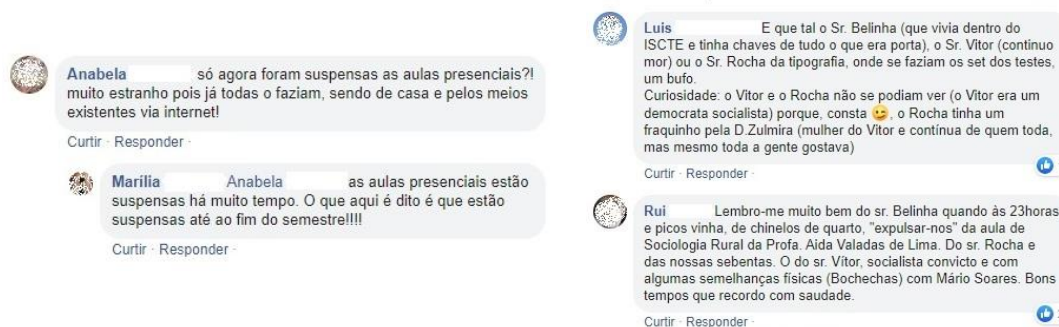 Anabela só agora foram suspensas as aulas presenciais?!
muito estranho pois já todas o faziam, sendo de casa e pelos meios
existentes via internet!
Curtir · Responder ·
Marília Anabela as aulas presenciais estão
suspensas há muito tempo. O que aqui é dito é que estão
suspensas até ao fim do semestre!!!!
Curtir · Responder ·
Luis E que tal o Sr. Belinha (que vivia dentro do
ISCTE e tinha chaves de tudo o que era porta), o Sr. Vitor (continuo
mor) ou o Sr. Rocha da tipografia, onde se faziam os set dos testes,
um bufo.
Curiosidade: o Vitor e o Rocha não se podiam ver (o Vitor era um
democrata socialista) porque, consta 😉, o Rocha tinha um
fraquinho pela D.Zulmira (mulher do Vitor e contínua de quem toda,
mas mesmo toda a gente gostava)
Curtir · Responder ·
Rui Lembro-me muito bem do sr. Belinha quando às 23horas
e picos vinha, de chinelos de quarto, "expulsar-nos" da aula de
Sociologia Rural da Profa. Aida Valadas de Lima. Do sr. Rocha e
das nossas sebentas. O do sr. Vítor, socialista convicto e com
algumas semelhanças físicas (Bochechas) com Mário Soares. Bons
tempos que recordo com saudade.
Curtir · Responder ·